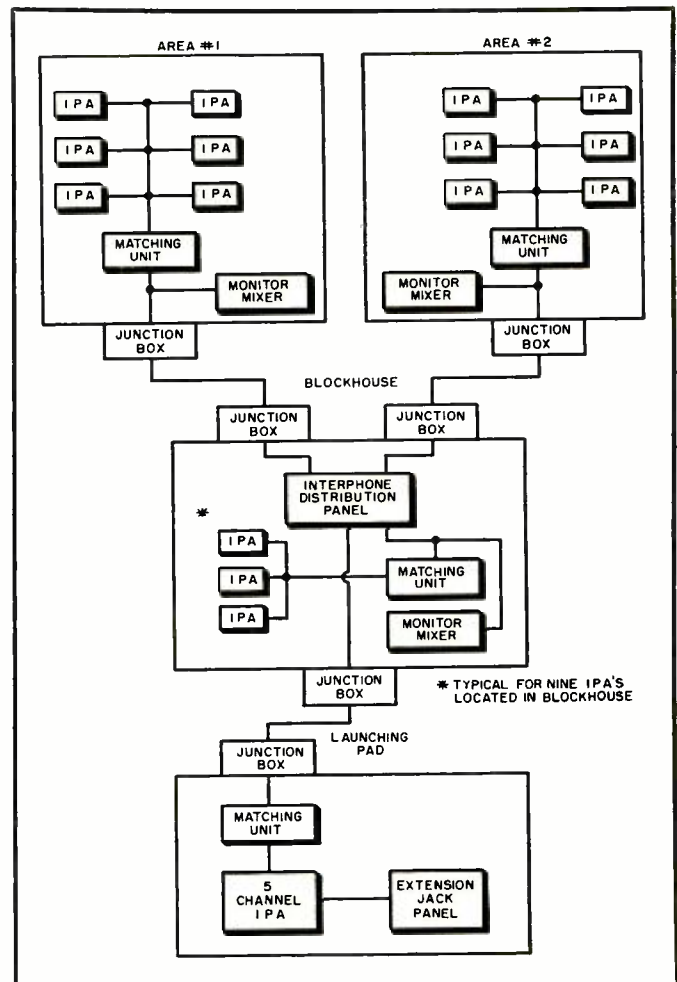 AREA #1
AREA #2
IPA
IPA
IPA
IPA
IPA
IPA
IPA
IPA
IPA
IPA
IPA
IPA
MATCHING
UNIT
MATCHING
UNIT
MONITOR
MIXER
MONITOR
MIXER
JUNCTION
BOX
JUNCTION
BOX
BLOCKHOUSE
JUNCTION
BOX
JUNCTION
BOX
INTERPHONE
DISTRIBUTION
PANEL
*
IPA
IPA
IPA
MATCHING
UNIT
MONITOR
MIXER
JUNCTION
BOX
* TYPICAL FOR NINE IPA'S
LOCATED IN BLOCKHOUSE
LAUNCHING
PAD
JUNCTION
BOX
MATCHING
UNIT
5
CHANNEL
IPA
EXTENSION
JACK
PANEL